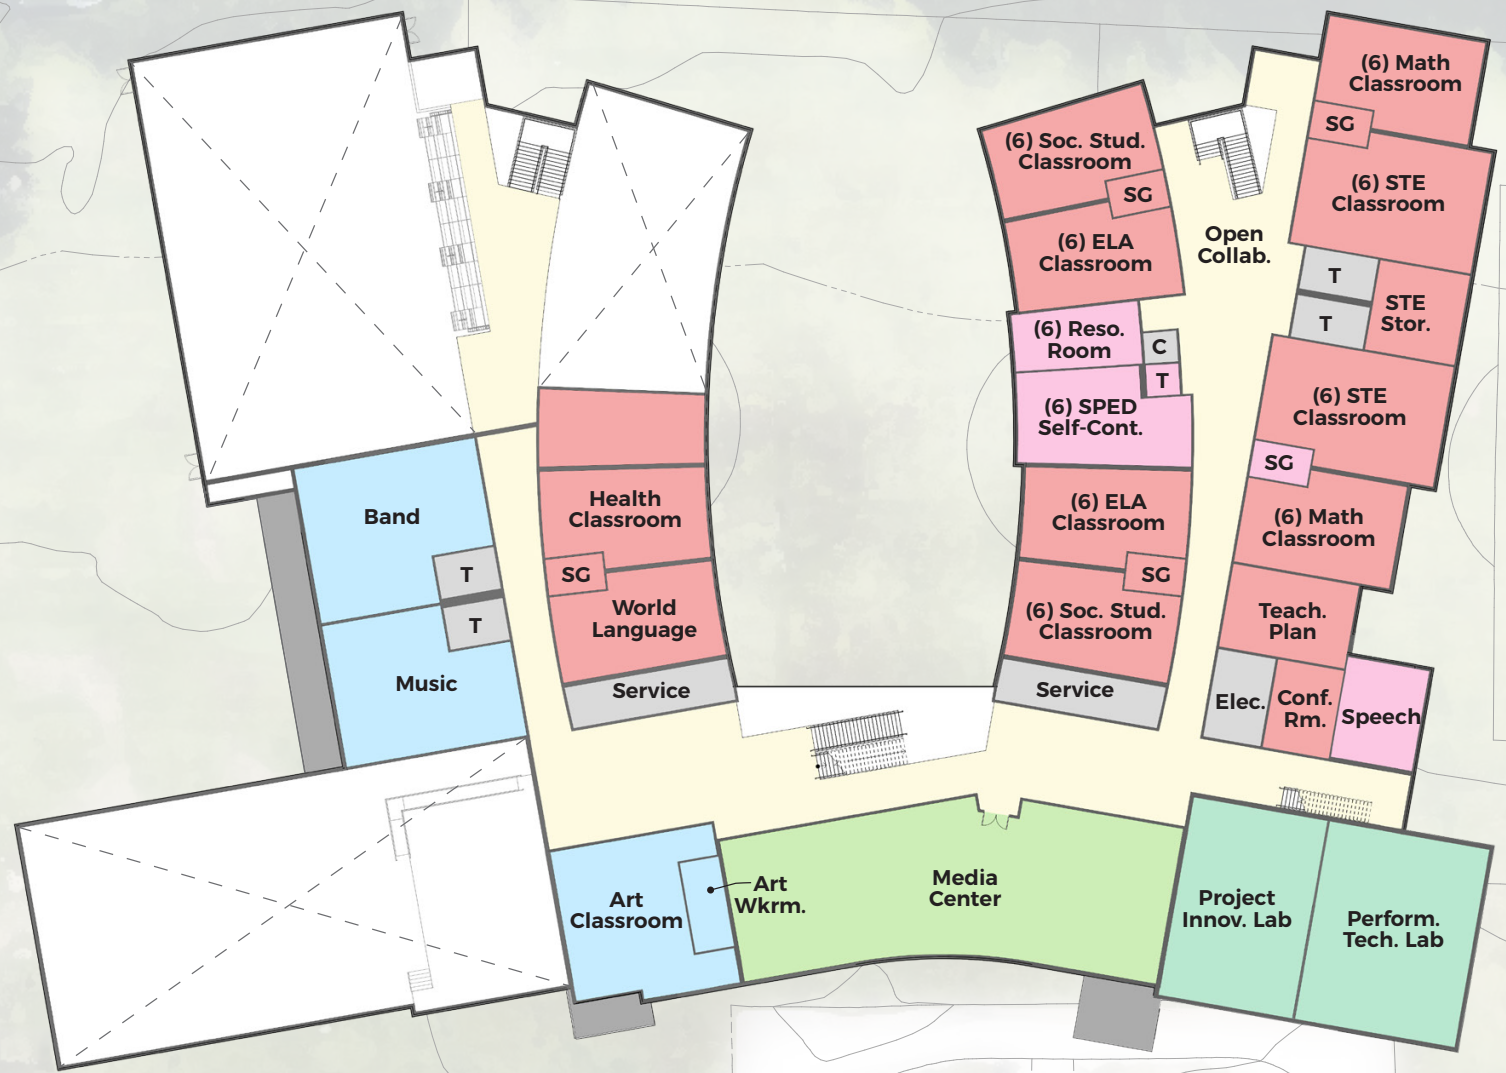 (6) Math
Classroom
SG
(6) STE
Classroom
(6) Soc. Stud.
Classroom
SG
(6) ELA
Classroom
Open
Collab.
T
T
STE
Stor.
(6) Reso.
Room
C
T
(6) SPED
Self-Cont.
(6) STE
Classroom
SG
(6) Math
Classroom
(6) ELA
Classroom
SG
(6) Soc. Stud.
Classroom
Service
Teach.
Plan
Elec.
Conf.
Rm.
Speech
Band
T
T
Music
Health
Classroom
SG
World
Language
Service
Art
Classroom
Art
Wkrm.
Media
Center
Project
Innov. Lab
Perform.
Tech. Lab